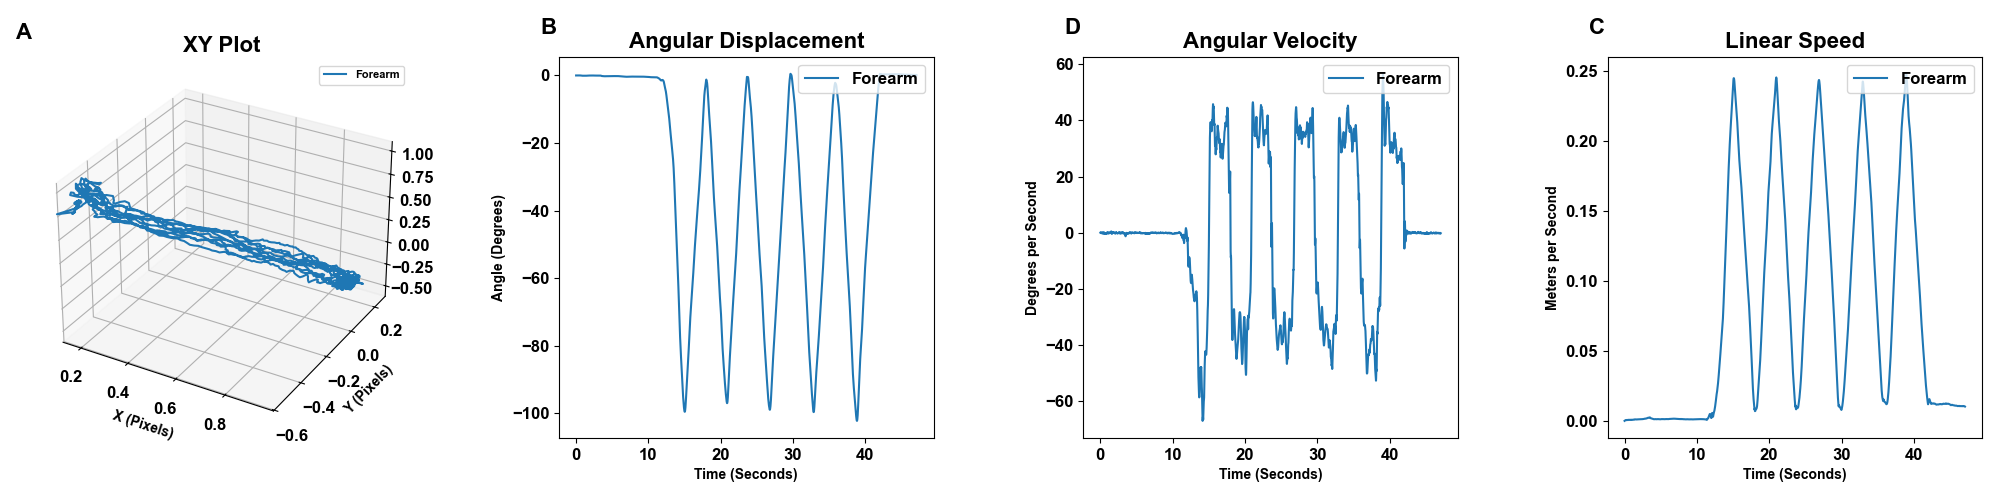 A
XY Plot
Forearm
1.00
0.75
0.50
0.25
0.00
−0.25
−0.50
0.2
0.0
−0.2
−0.4
−0.6
Y (Pixels)
0.2
0.4
0.6
0.8
X (Pixels)
B
Angular Displacement
Forearm
0
−20
−40
−60
−80
−100
Angle (Degrees)
0 10 20 30 40
Time (Seconds)
D
Angular Velocity
Forearm
60
40
20
0
−20
−40
−60
Degrees per Second
0 10 20 30 40
Time (Seconds)
C
Linear Speed
Forearm
0.25
0.20
0.15
0.10
0.05
0.00
Meters per Second
0 10 20 30 40
Time (Seconds)